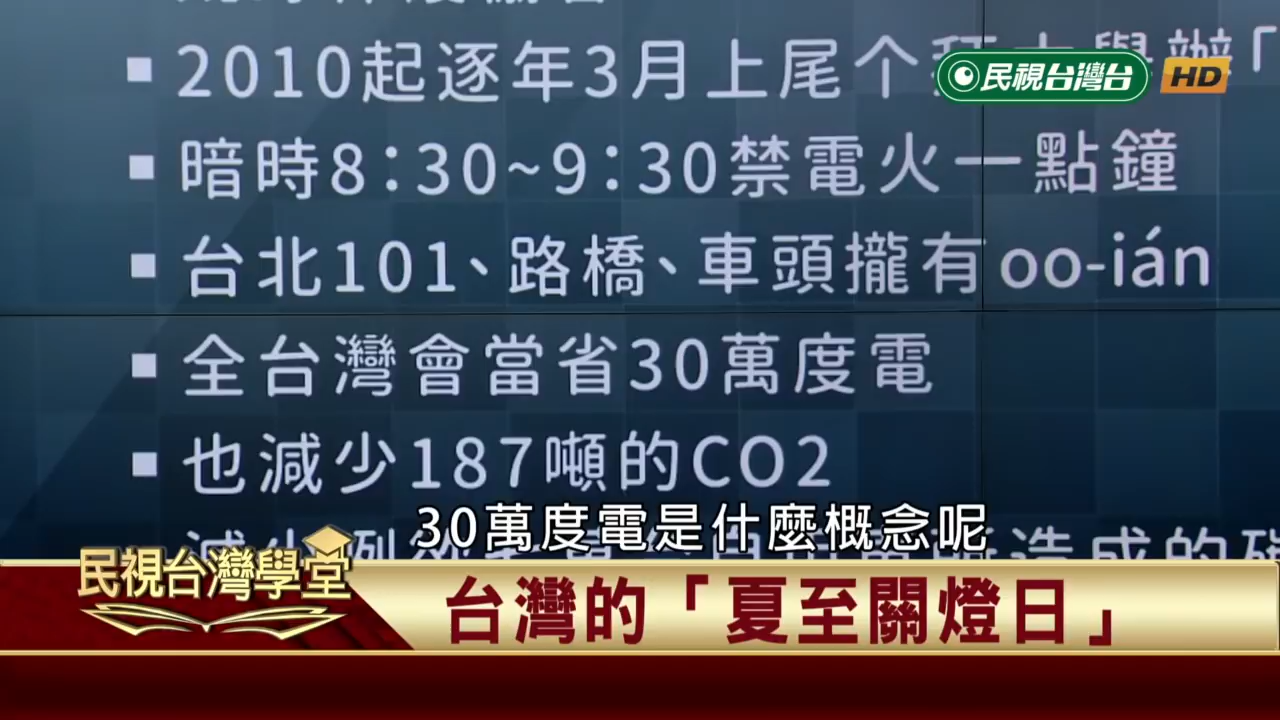 2010起逐年3月上尾个
民視台灣台 HD
暗時8：30~9：30禁電火一點鐘
台北101、路橋、車頭攏有oo-ián
全台灣會當省30萬度電
也減少187噸的CO2
30萬度電是什麼概念呢
造成的
民視台灣學堂
台灣的「夏至關燈日」